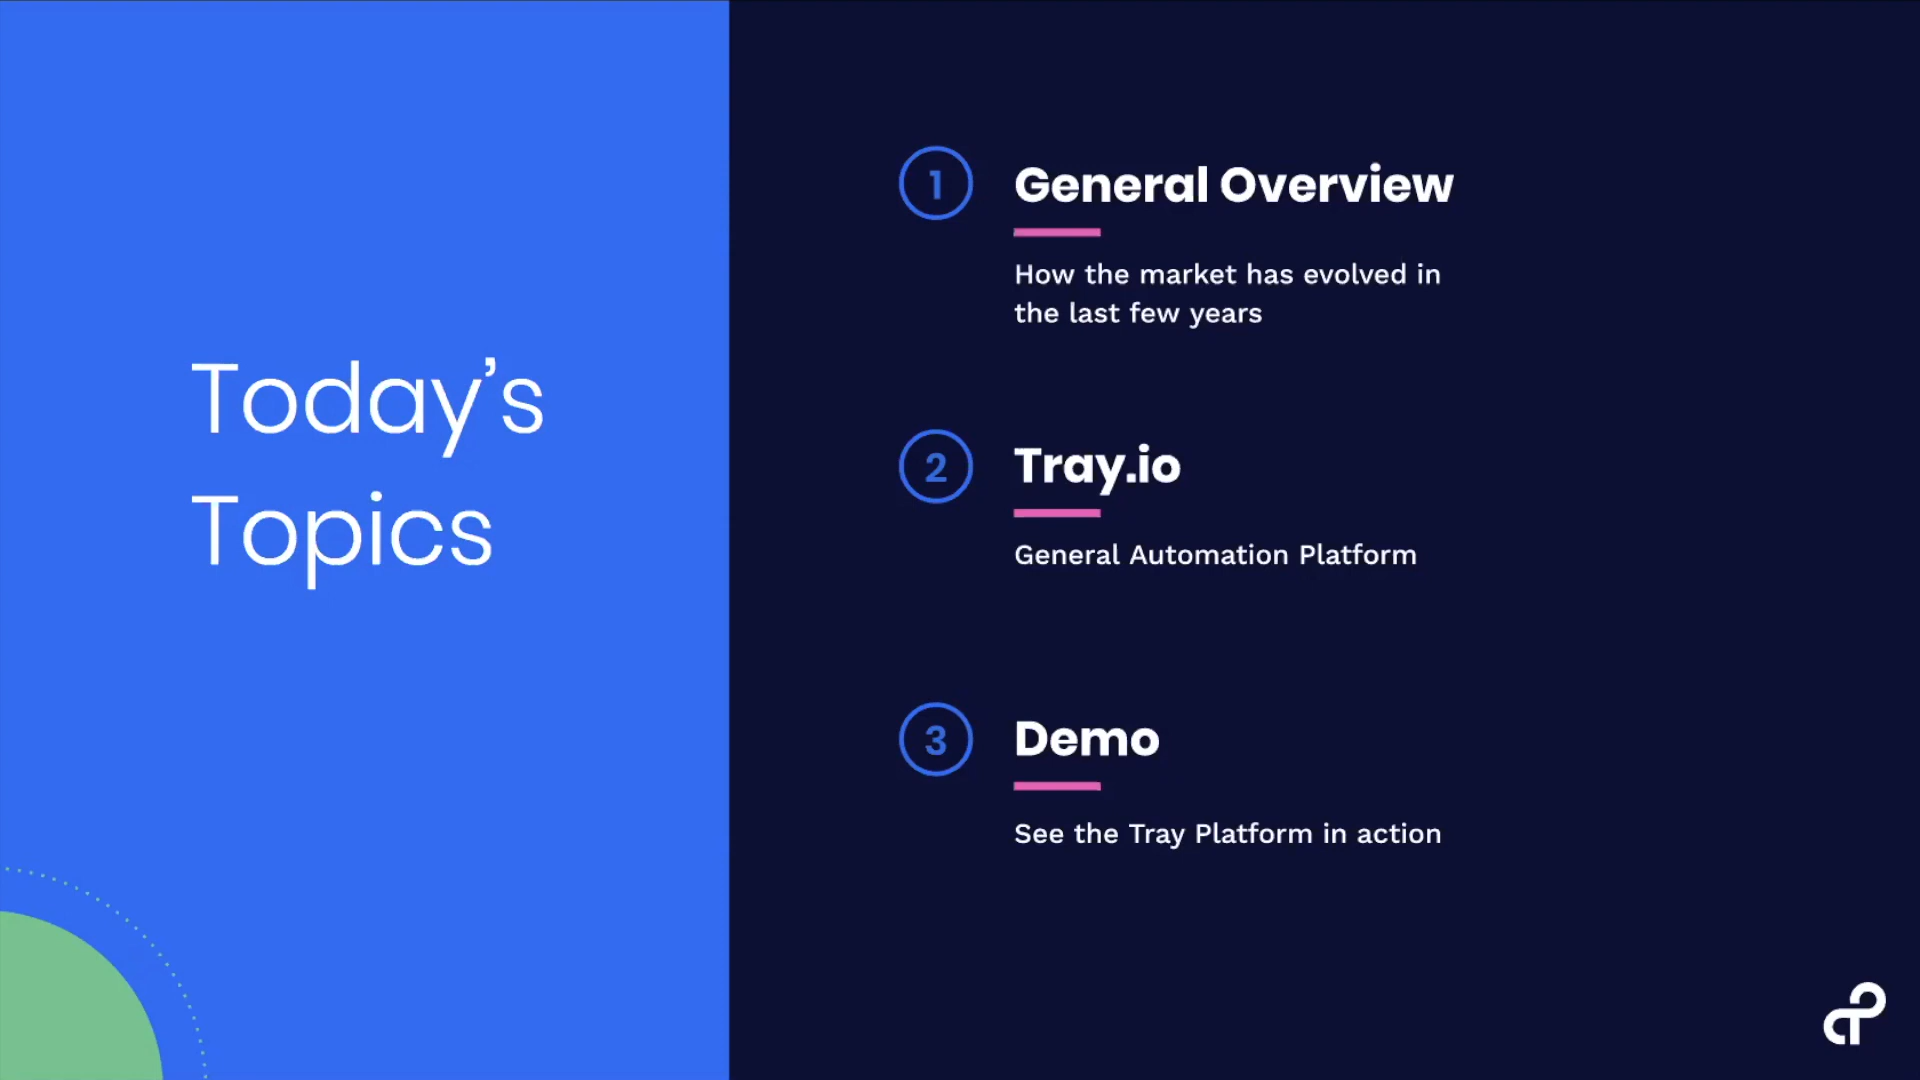 Today’s
Topics
1
General Overview
How the market has evolved in
the last few years
2
Tray.io
General Automation Platform
3
Demo
See the Tray Platform in action